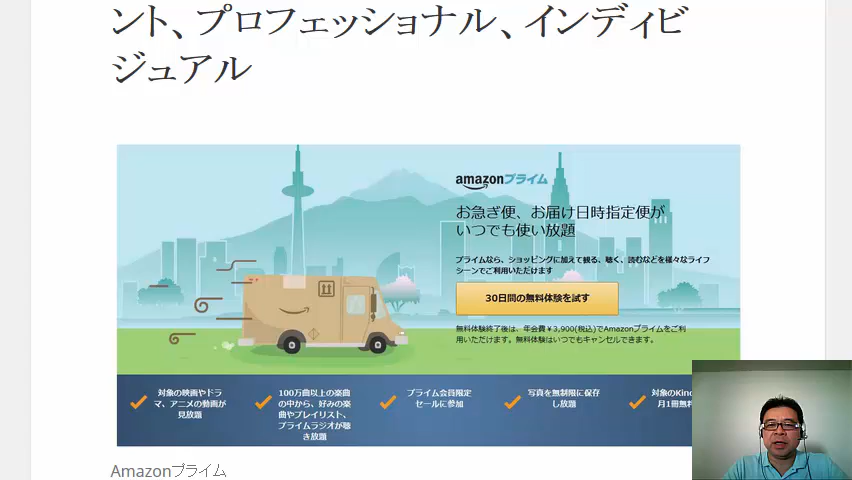 ント、プロフェッショナル、インディビ
ジュアル
amazonプライム
お急ぎ便、お届け日時指定便が
いつでも使い放題
プライムなら、ショッピングに加えて観る、聴く、読むなどを様々なライフ
シーンでご利用いただけます
30日間の無料体験を試す
無料体験終了後は、年会費¥3,900(税込)でAmazonプライムをご利
用いただけます。無料体験はいつでもキャンセルできます。
対象の映画やドラ
マ、アニメの動画が
見放題
100万曲以上の楽曲
の中から、好みの楽
曲やプレイリスト、
プライムラジオが聴
き放題
プライム会員限定
セールに参加
写真を無制限に保存
し放題
対象のKin
月1冊無
Amazonプライム